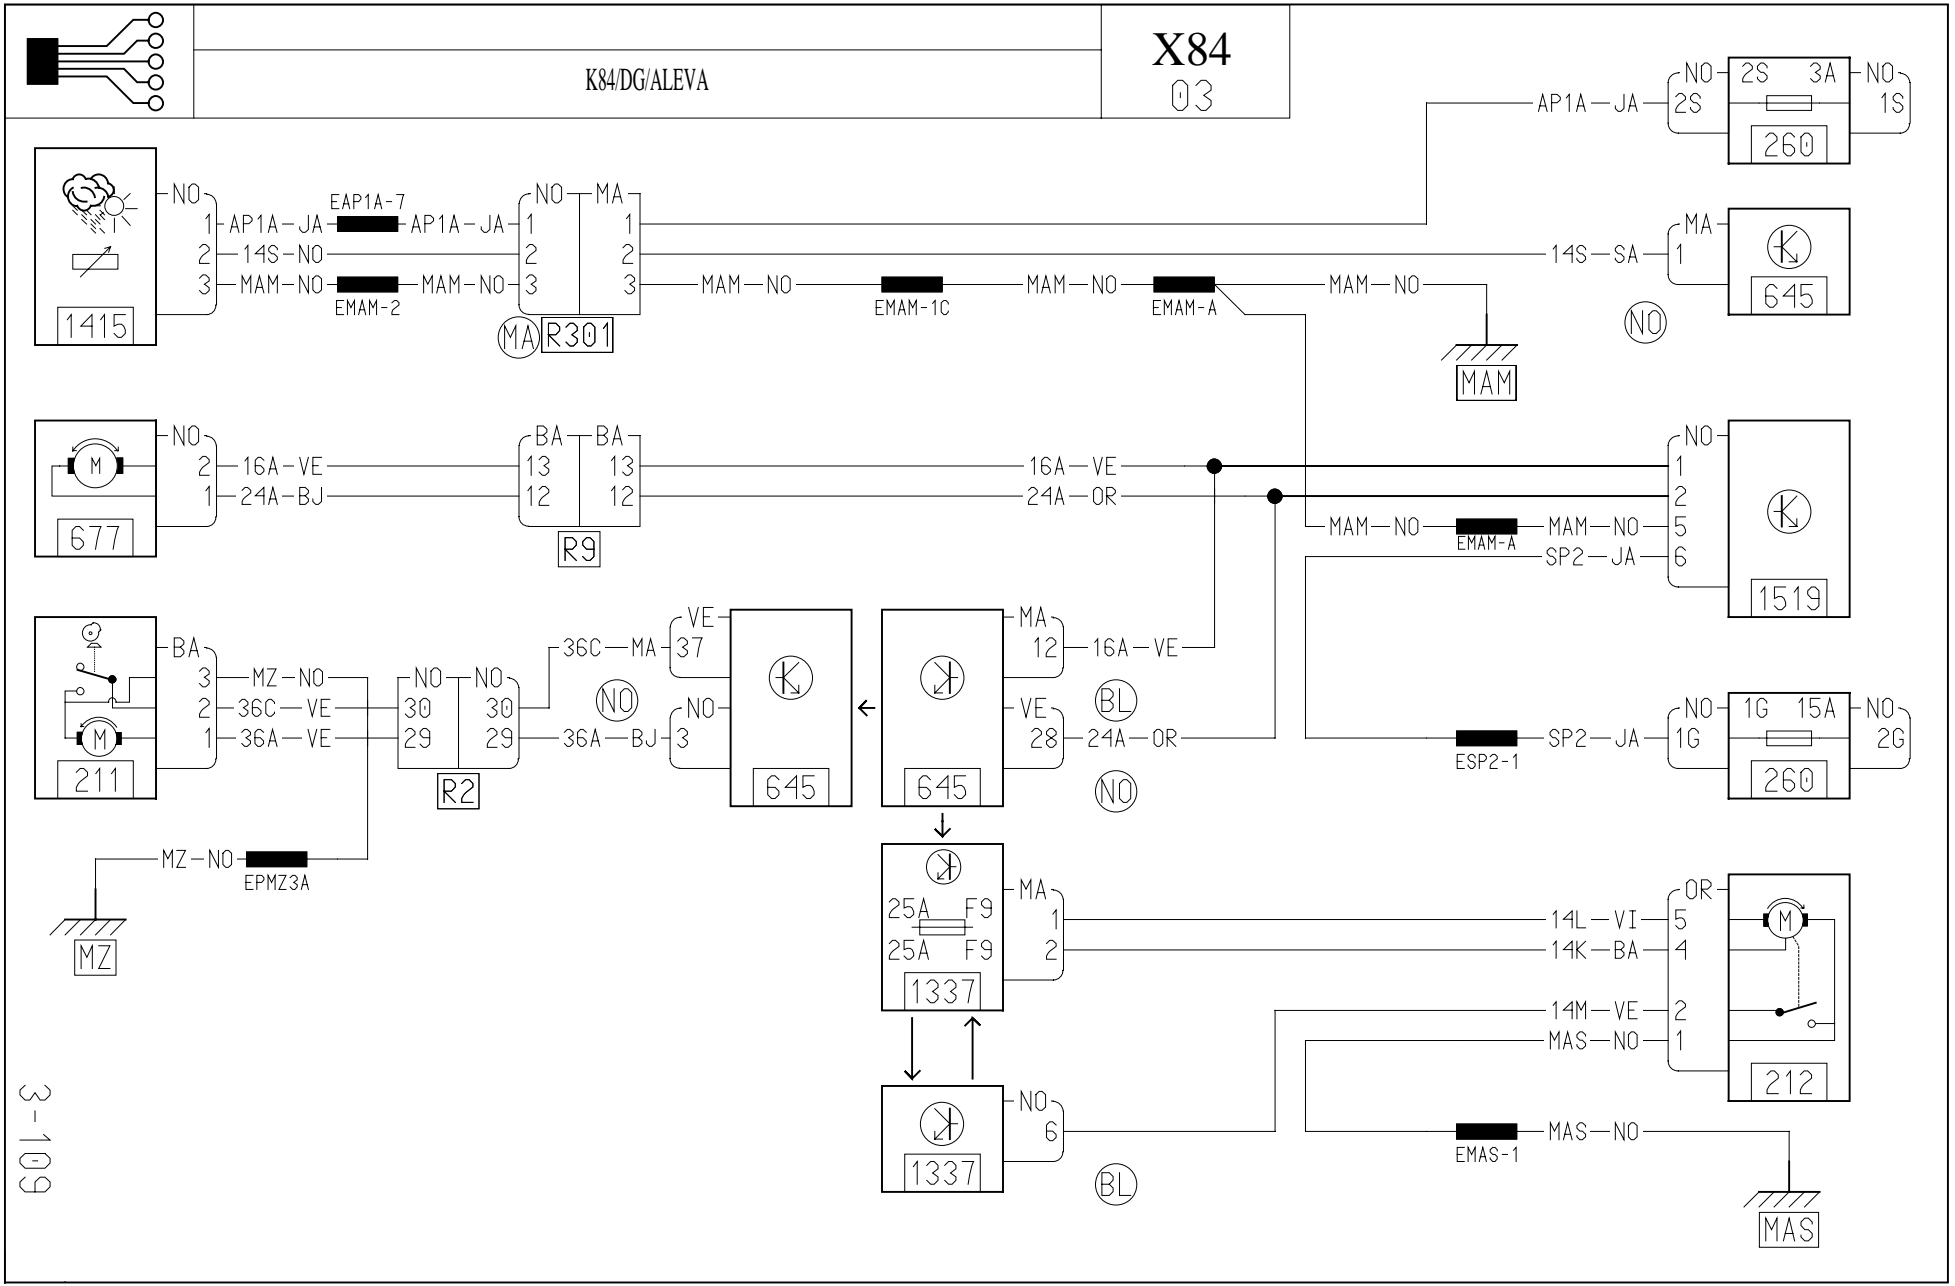 K84/DG/ALEVA
X84
03
NO 2S 3A NO
AP1A JA 2S 1S
260
NO EAP1A-7 NO MA
1 AP1A JA AP1A JA 1 1
MA
2 14S NO 2 2 14S SA 1
3 MAM NO MAM NO 3 3 MAM NO MAM NO MAM NO
EMAM-2 EMAM-1C EMAM-A
645
1415
MA R301
NO
MAM
NO BA BA NO
2 16A VE 13 13 16A VE 1
1 24A BJ 12 12 24A OR 2
MAM NO MAM NO 5
677 R9 EMAM-A
SP2 JA 6
1519
VE MA
BA 36C MA 37 12 16A VE
3 MZ NO NO NO
2 36C VE 30 30 NO NO VE BL NO 1G 15A NO
1 36A VE 29 29 36A BJ 3 28 24A OR SP2 JA 1G 2G
ESP2-1
211 R2 645 645 NO 260
MZ NO
EPMZ3A
MZ
MA OR
25A F9
1 14L VI 5 M
25A F9 2 14K BA 4
1337
14M VE 2
MAS NO 1
212
NO
6 MAS NO
EMAS-1
1337 BL
MAS
M
M
3-109